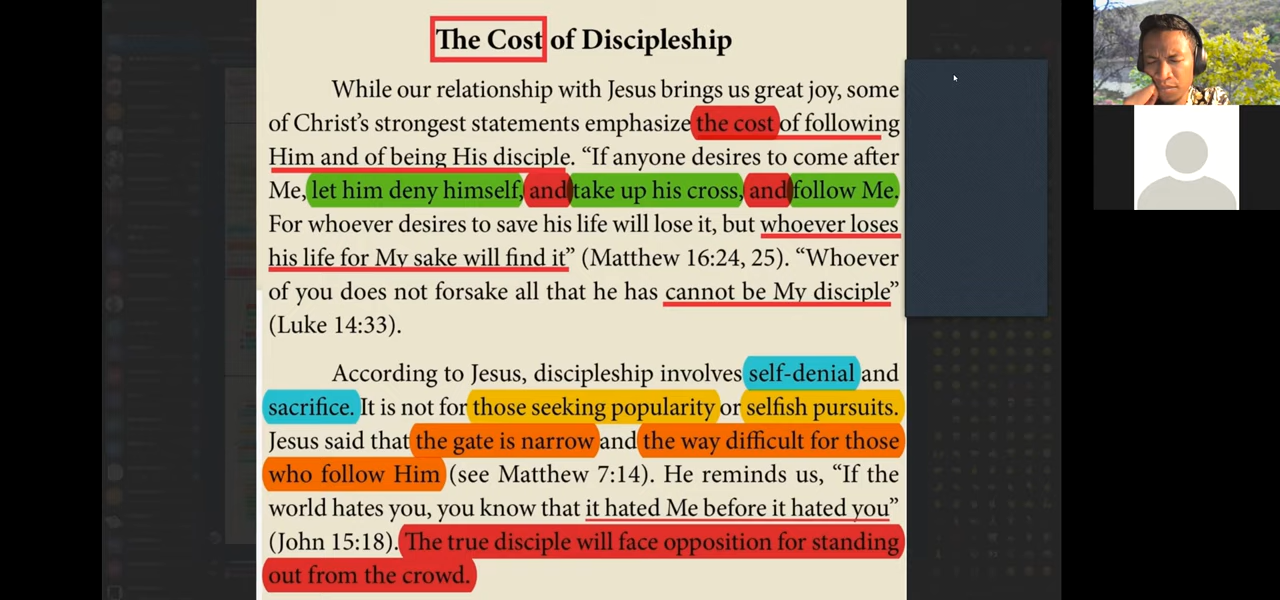 The Cost of Discipleship
While our relationship with Jesus brings us great joy, some
of Christ’s strongest statements emphasize the cost of following
Him and of being His disciple. “If anyone desires to come after
Me, let him deny himself, and take up his cross, and follow Me.
For whoever desires to save his life will lose it, but whoever loses
his life for My sake will find it” (Matthew 16:24, 25). “Whoever
of you does not forsake all that he has cannot be My disciple”
(Luke 14:33).
According to Jesus, discipleship involves self-denial and
sacrifice. It is not for those seeking popularity or selfish pursuits.
Jesus said that the gate is narrow and the way difficult for those
who follow Him (see Matthew 7:14). He reminds us, “If the
world hates you, you know that it hated Me before it hated you”
(John 15:18). The true disciple will face opposition for standing
out from the crowd.